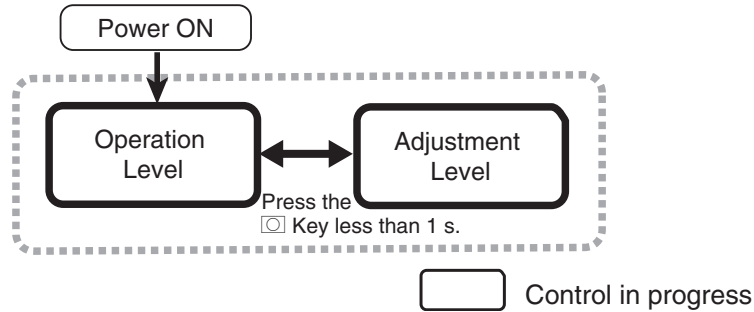 Power ON
Operation
Level
Adjustment
Level
Press the
Key less than 1 s.
Control in progress